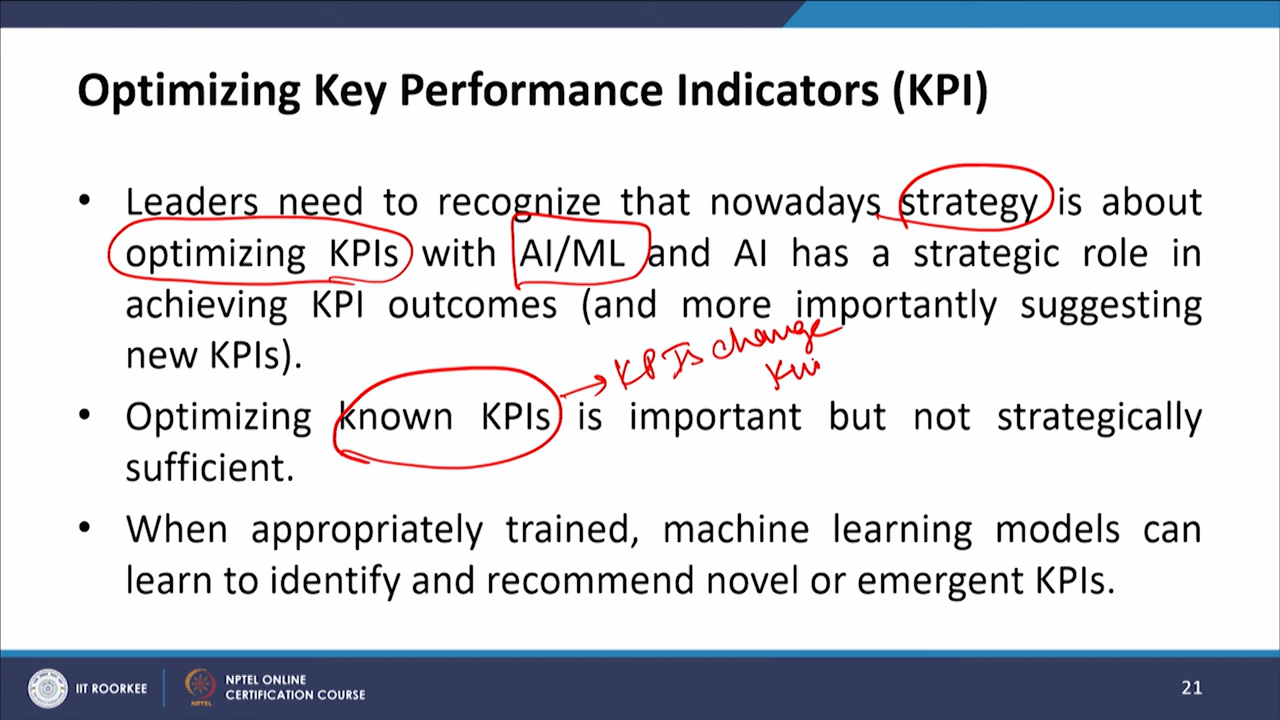 Optimizing Key Performance Indicators (KPI)
• Leaders need to recognize that nowadays strategy is about
optimizing KPIs with AI/ML and AI has a strategic role in
achieving KPI outcomes (and more importantly suggesting
new KPIs).
KPIs change
• Optimizing known KPIs is important but not strategically
sufficient.
• When appropriately trained, machine learning models can
learn to identify and recommend novel or emergent KPIs.
IIT ROORKEE
NPTEL
NPTEL ONLINE
CERTIFICATION COURSE
21